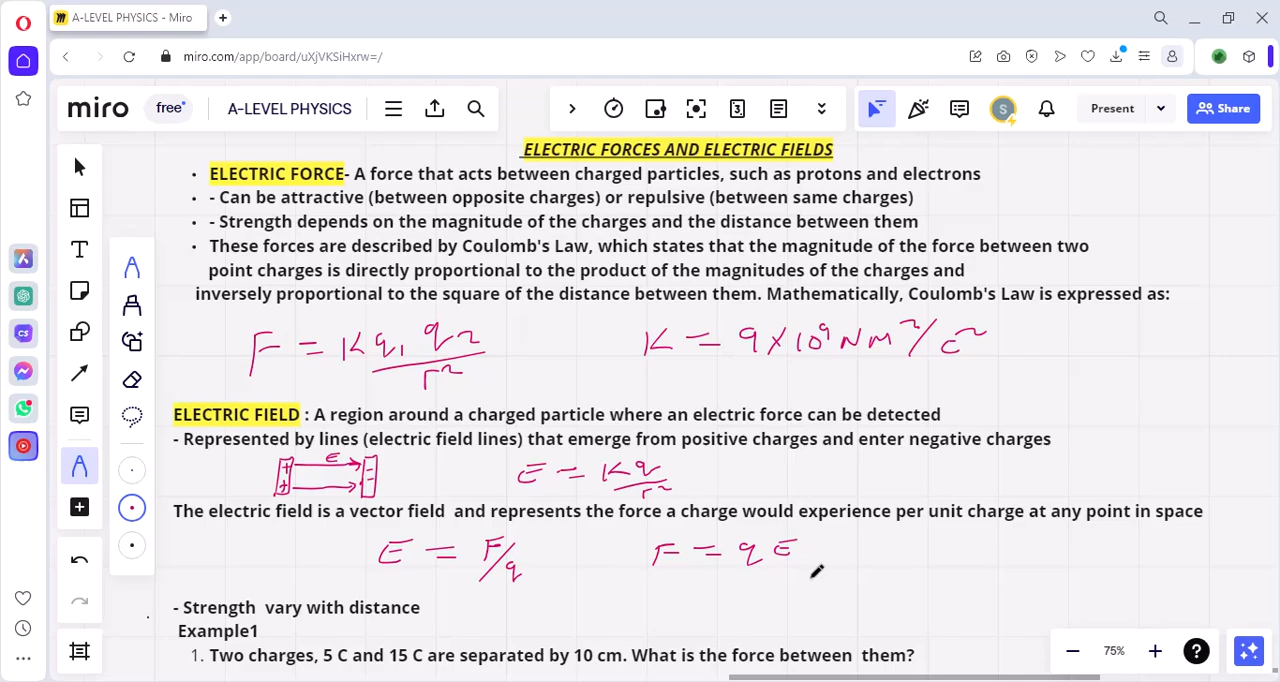 A-LEVEL PHYSICS - Miro
miro.com/app/board/uXjVKSiHxrw=/
miro free A-LEVEL PHYSICS
Present
Share
ELECTRIC FORCES AND ELECTRIC FIELDS
• ELECTRIC FORCE- A force that acts between charged particles, such as protons and electrons
• - Can be attractive (between opposite charges) or repulsive (between same charges)
• - Strength depends on the magnitude of the charges and the distance between them
• These forces are described by Coulomb's Law, which states that the magnitude of the force between two
point charges is directly proportional to the product of the magnitudes of the charges and
inversely proportional to the square of the distance between them. Mathematically, Coulomb's Law is expressed as:
F = K q₁ q₂ / r²
K = 9 × 10⁹ N M² / C²
ELECTRIC FIELD : A region around a charged particle where an electric force can be detected
- Represented by lines (electric field lines) that emerge from positive charges and enter negative charges
+ E -
+ -
E = K q / r²
The electric field is a vector field and represents the force a charge would experience per unit charge at any point in space
E = F/q
F = q E
- Strength vary with distance
Example1
1. Two charges, 5 C and 15 C are separated by 10 cm. What is the force between them?
75%